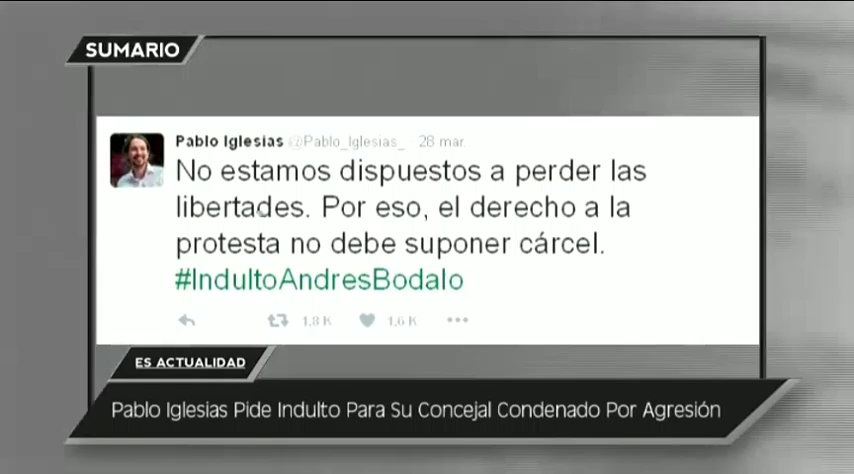 SUMARIO
Pablo Iglesias @Pablo_Iglesias_ 28 mar.
No estamos dispuestos a perder las
libertades. Por eso, el derecho a la
protesta no debe suponer cárcel.
#IndultoAndresBodalo
1,8 K 1,6 K
ES ACTUALIDAD
Pablo Iglesias Pide Indulto Para Su Concejal Condenado Por Agresión